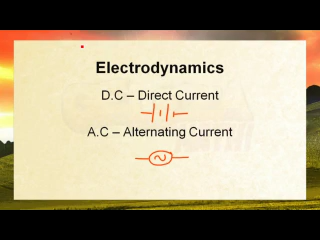 Electrodynamics
D.C – Direct Current
A.C – Alternating Current